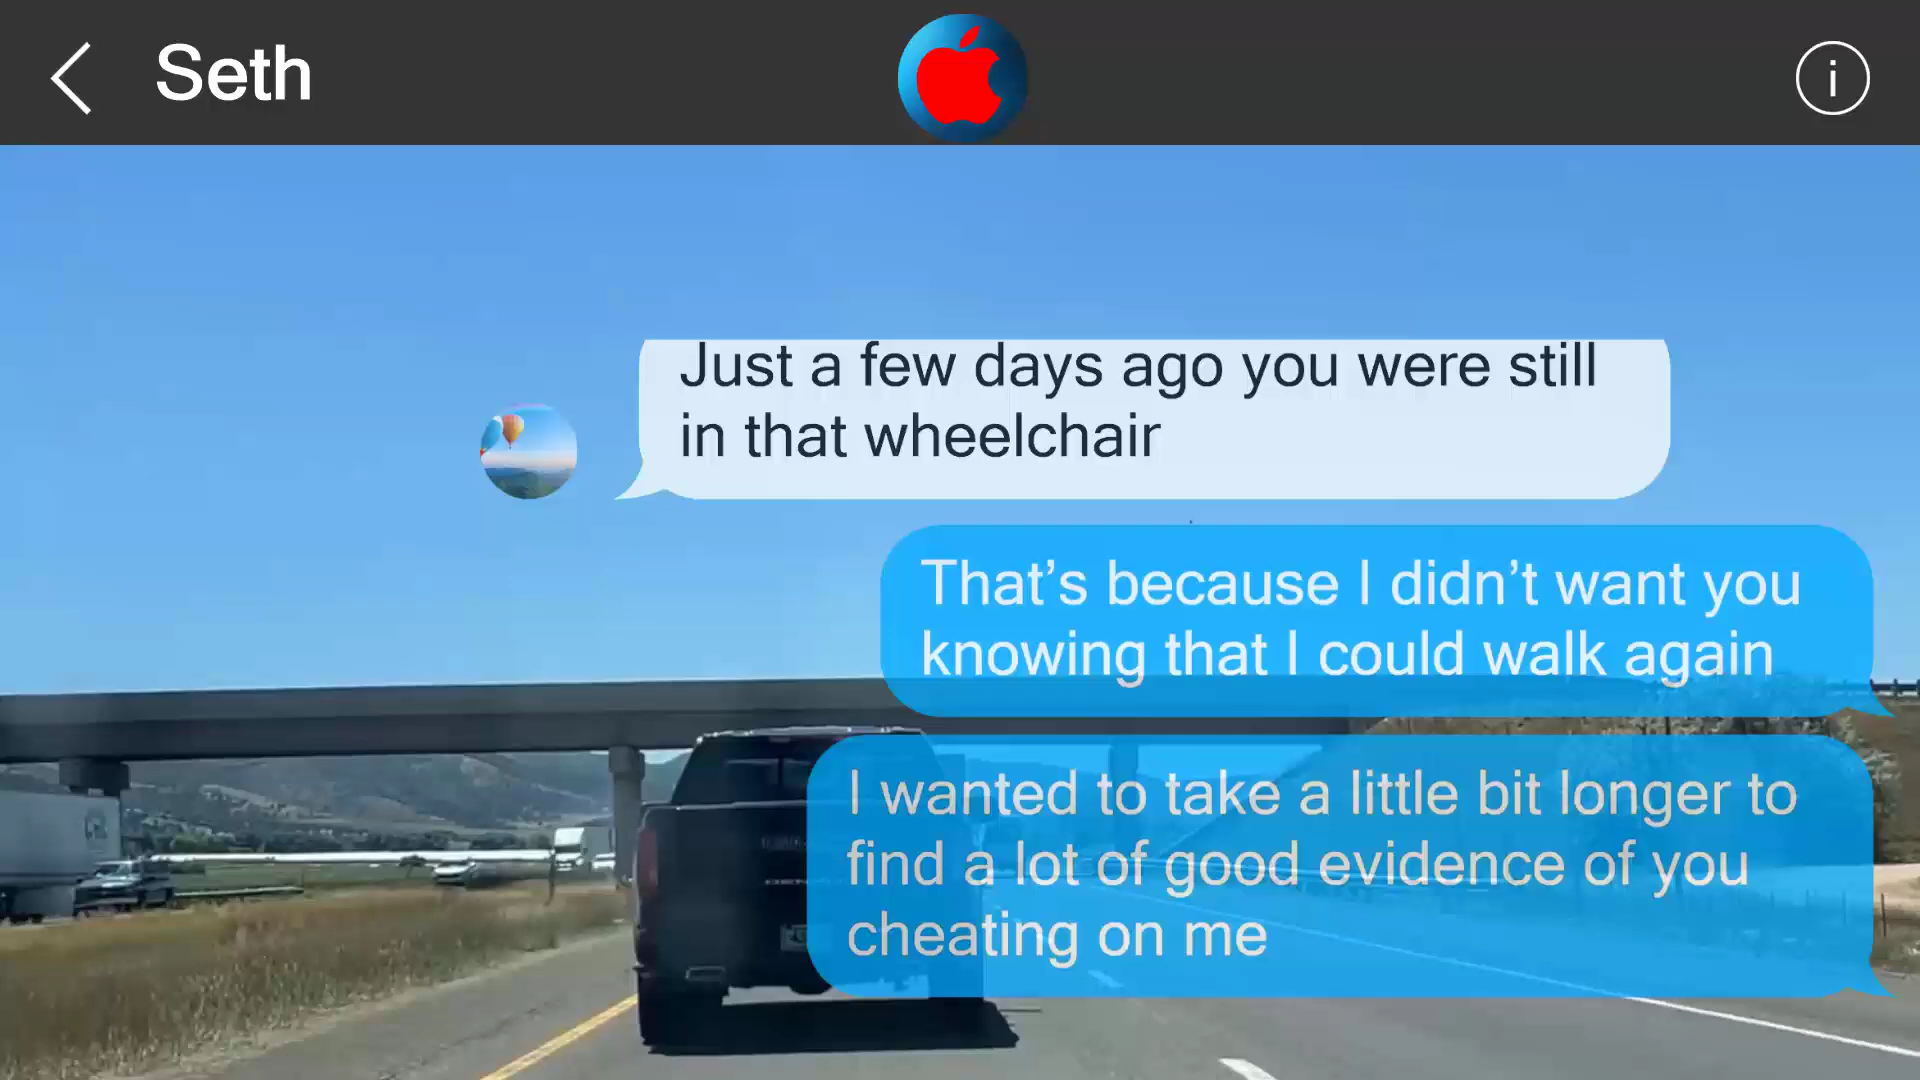 Seth
i
Just a few days ago you were still
in that wheelchair
That’s because I didn’t want you
knowing that I could walk again
I wanted to take a little bit longer to
find a lot of good evidence of you
cheating on me